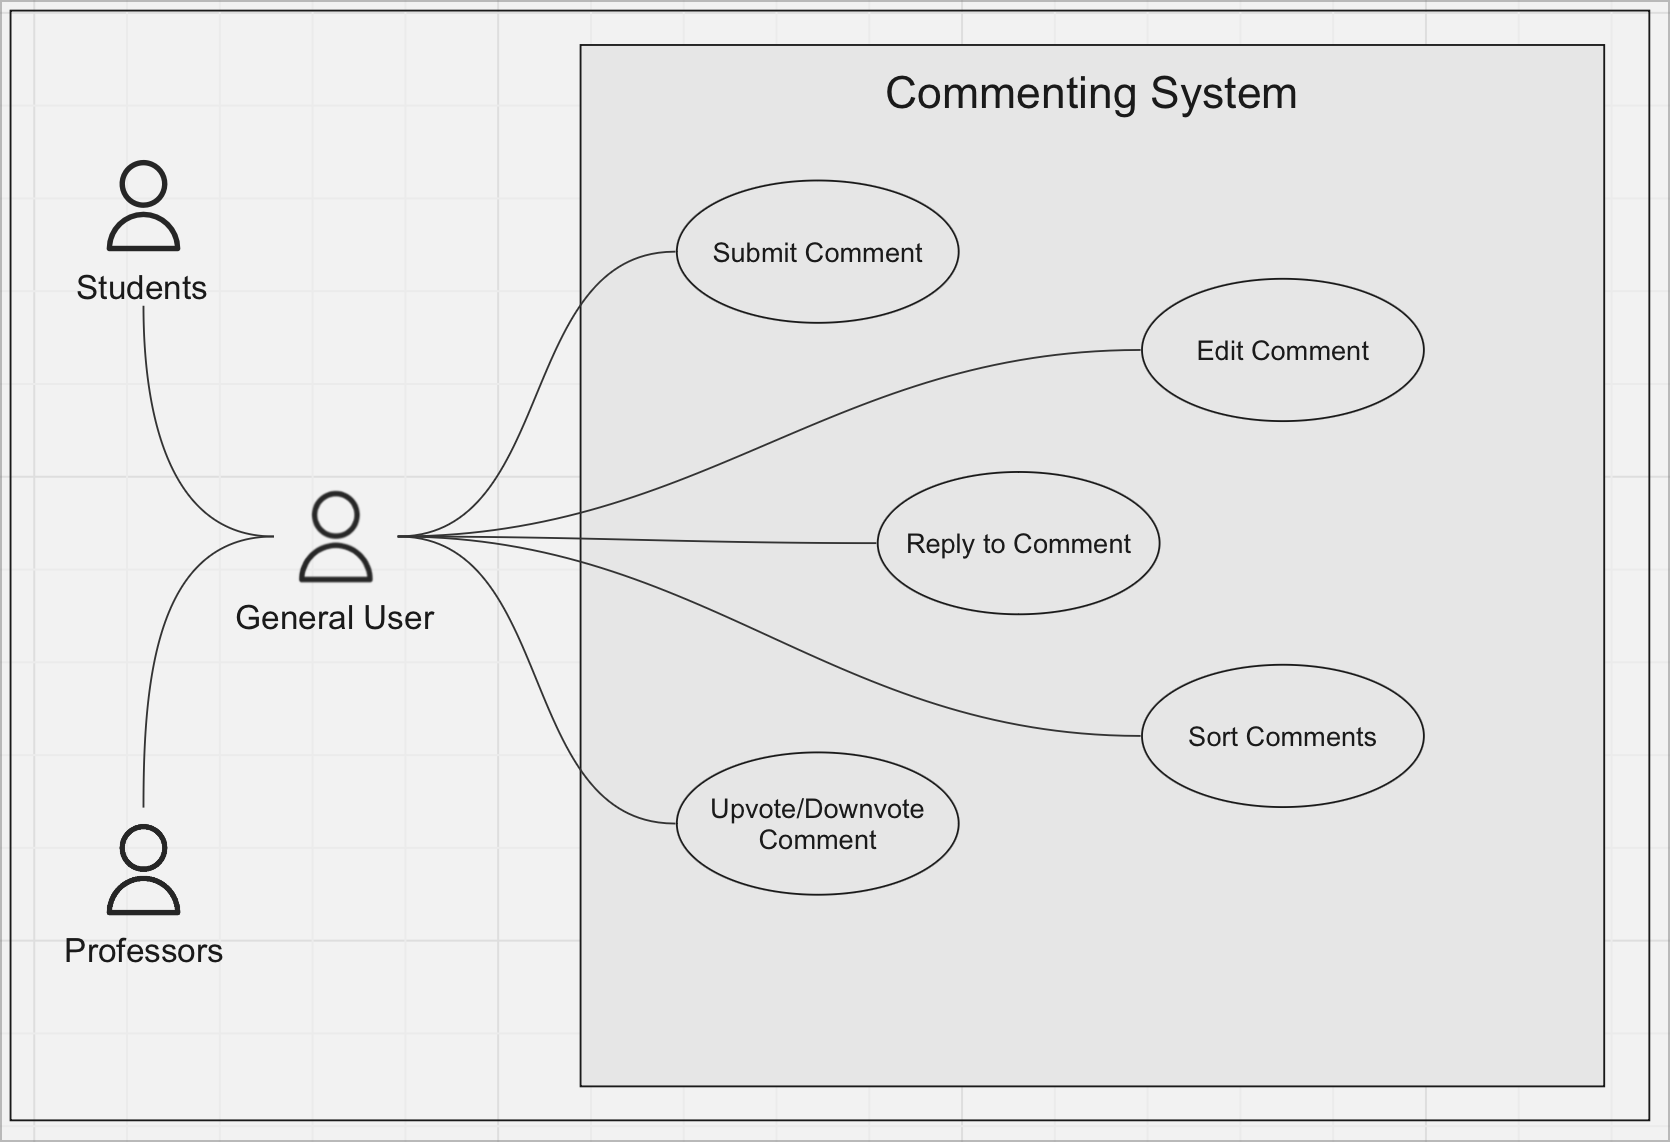 Commenting System
Students
General User
Professors
Submit Comment
Edit Comment
Reply to Comment
Sort Comments
Upvote/Downvote
Comment